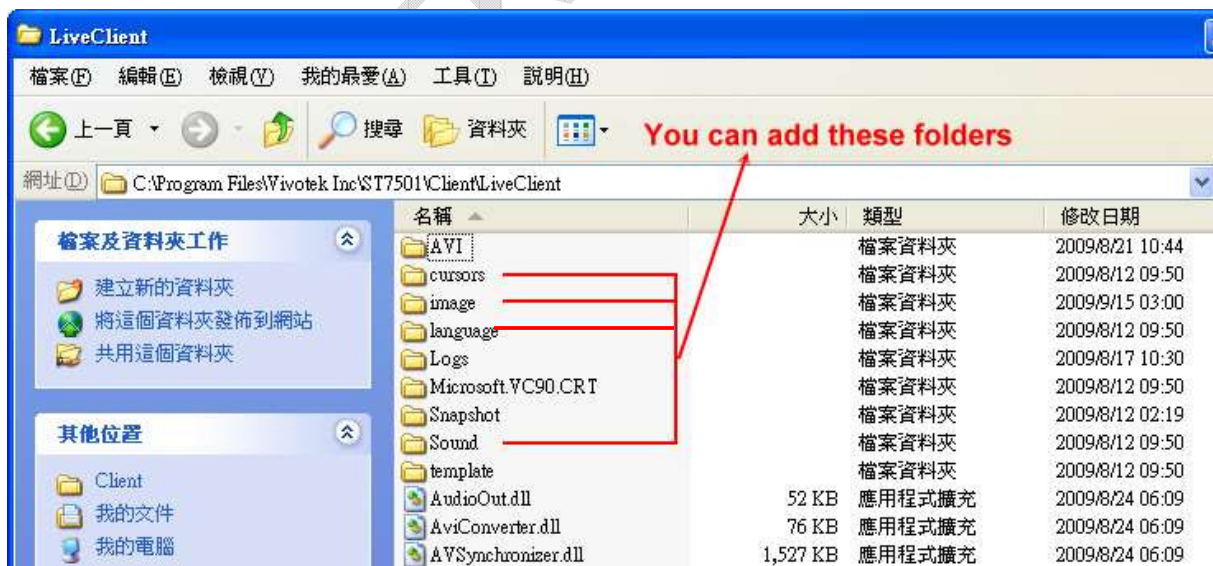 LiveClient
檔案(F) 編輯(E) 檢視(V) 我的最愛(A) 工具(T) 說明(H)
上一頁 搜尋 資料夾 You can add these folders
網址(D) C:\Program Files\Vivotek Inc\ST7501\Client\LiveClient
檔案及資料夾工作
建立新的資料夾
將這個資料夾發佈到網站
共用這個資料夾
其他位置
Client
我的文件
我的電腦
名稱 大小 類型 修改日期
AVI 檔案資料夾 2009/8/21 10:44
cursors 檔案資料夾 2009/8/12 09:50
image 檔案資料夾 2009/9/15 03:00
language 檔案資料夾 2009/8/12 09:50
Logs 檔案資料夾 2009/8/17 10:30
Microsoft.VC90.CRT 檔案資料夾 2009/8/12 09:50
Snapshot 檔案資料夾 2009/8/12 02:19
Sound 檔案資料夾 2009/8/12 09:50
template 檔案資料夾 2009/8/12 09:50
AudioOut.dll 52 KB 應用程式擴充 2009/8/24 06:09
AviConverter.dll 76 KB 應用程式擴充 2009/8/24 06:09
AVSynchronizer.dll 1,527 KB 應用程式擴充 2009/8/24 06:09